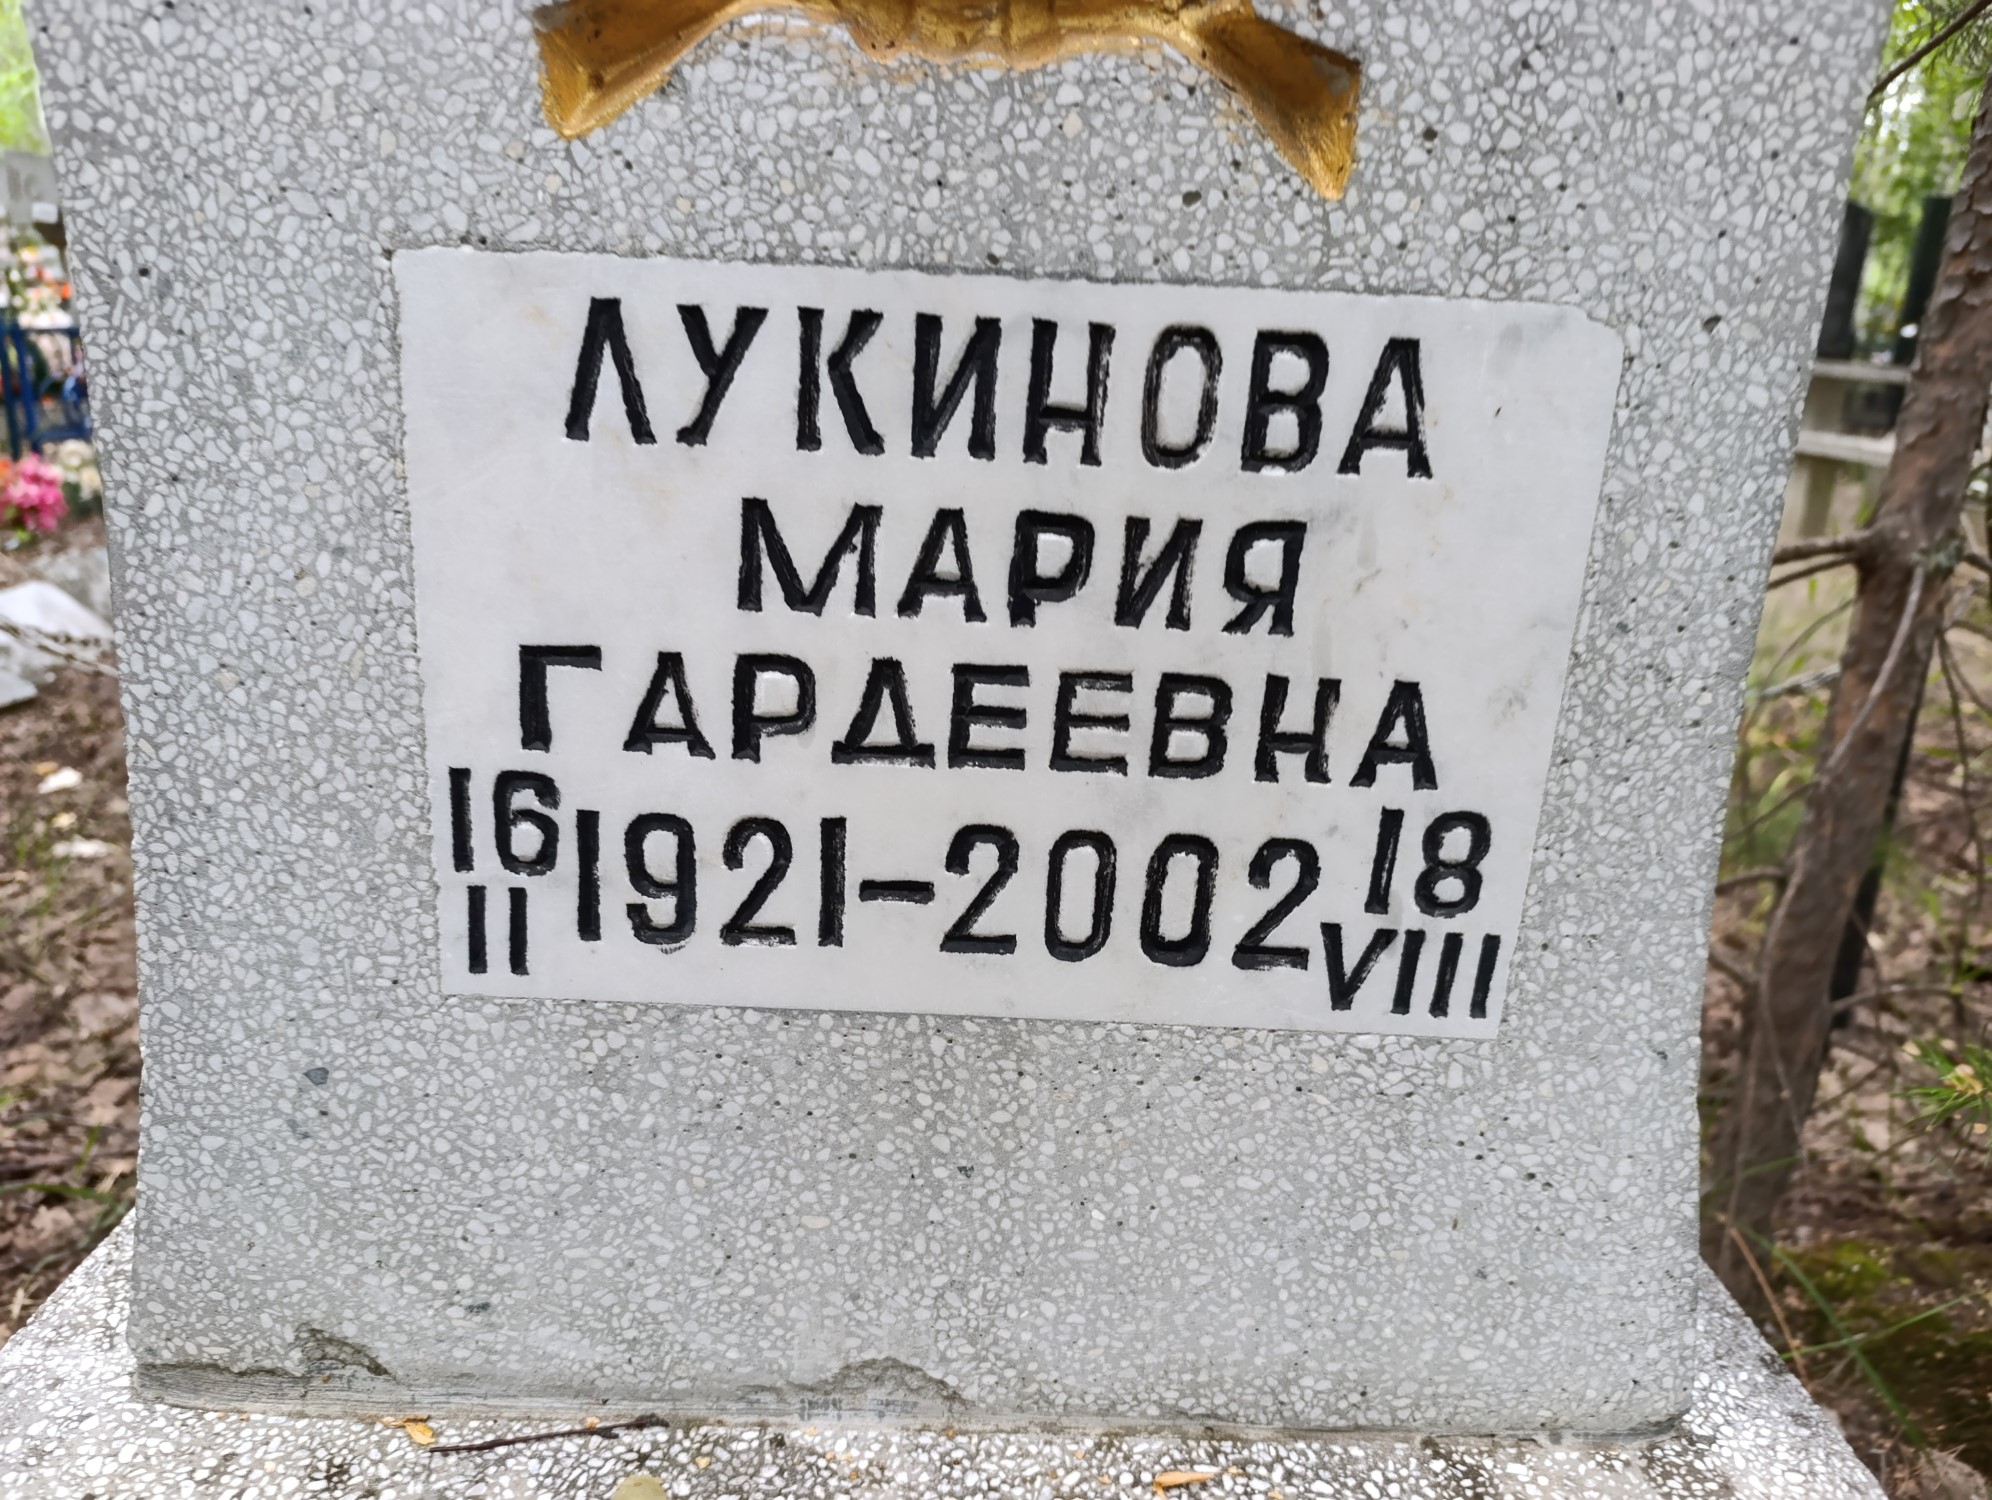 ЛУКИНОВА
МАРИЯ
ГАРДЕЕВНА
16 1921-2002 18
II VIII